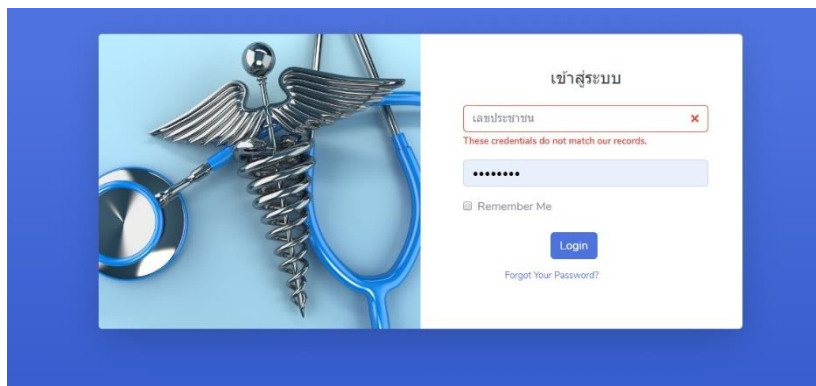 เข้าสู่ระบบ
เลขประชาชน
These credentials do not match our records.
Remember Me
Login
Forgot Your Password?